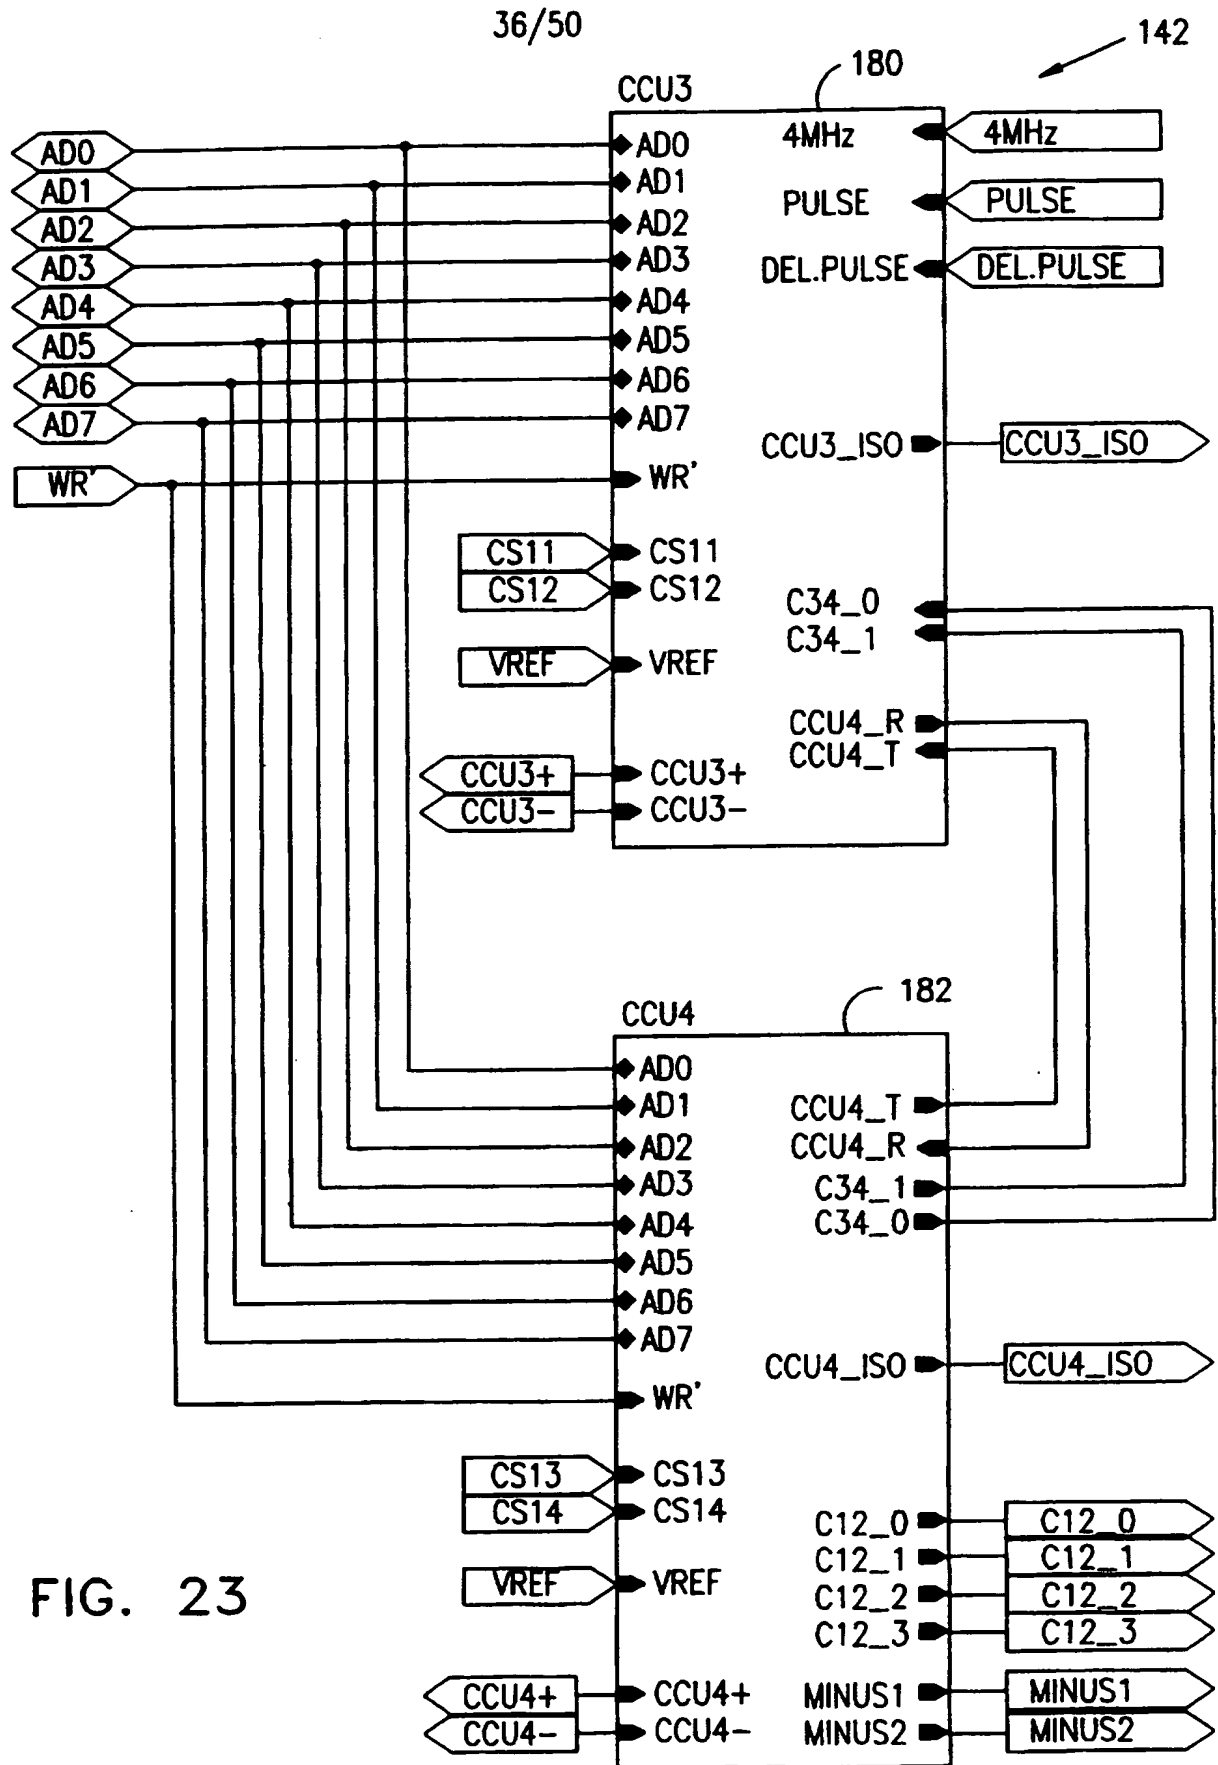 36/50
142
180
CCU3
AD0 AD0 4MHz 4MHz
AD1 AD1
AD2 AD2 PULSE PULSE
AD3 AD3 DEL.PULSE DEL.PULSE
AD4 AD4
AD5 AD5
AD6 AD6
AD7 AD7
CCU3_ISO CCU3_ISO
WR' WR'
CS11 CS11
CS12 CS12
C34_0
C34_1
VREF VREF
CCU4_R
CCU4_T
CCU3+ CCU3+
CCU3- CCU3-
182
CCU4
AD0
AD1 CCU4_T
AD2 CCU4_R
AD3 C34_1
AD4 C34_0
AD5
AD6
AD7
CCU4_ISO CCU4_ISO
WR'
CS13 CS13
CS14 CS14
C12_0 C12_0
C12_1 C12_1
VREF VREF
C12_2 C12_2
C12_3 C12_3
FIG. 23
CCU4+ CCU4+ MINUS1 MINUS1
CCU4- CCU4- MINUS2 MINUS2